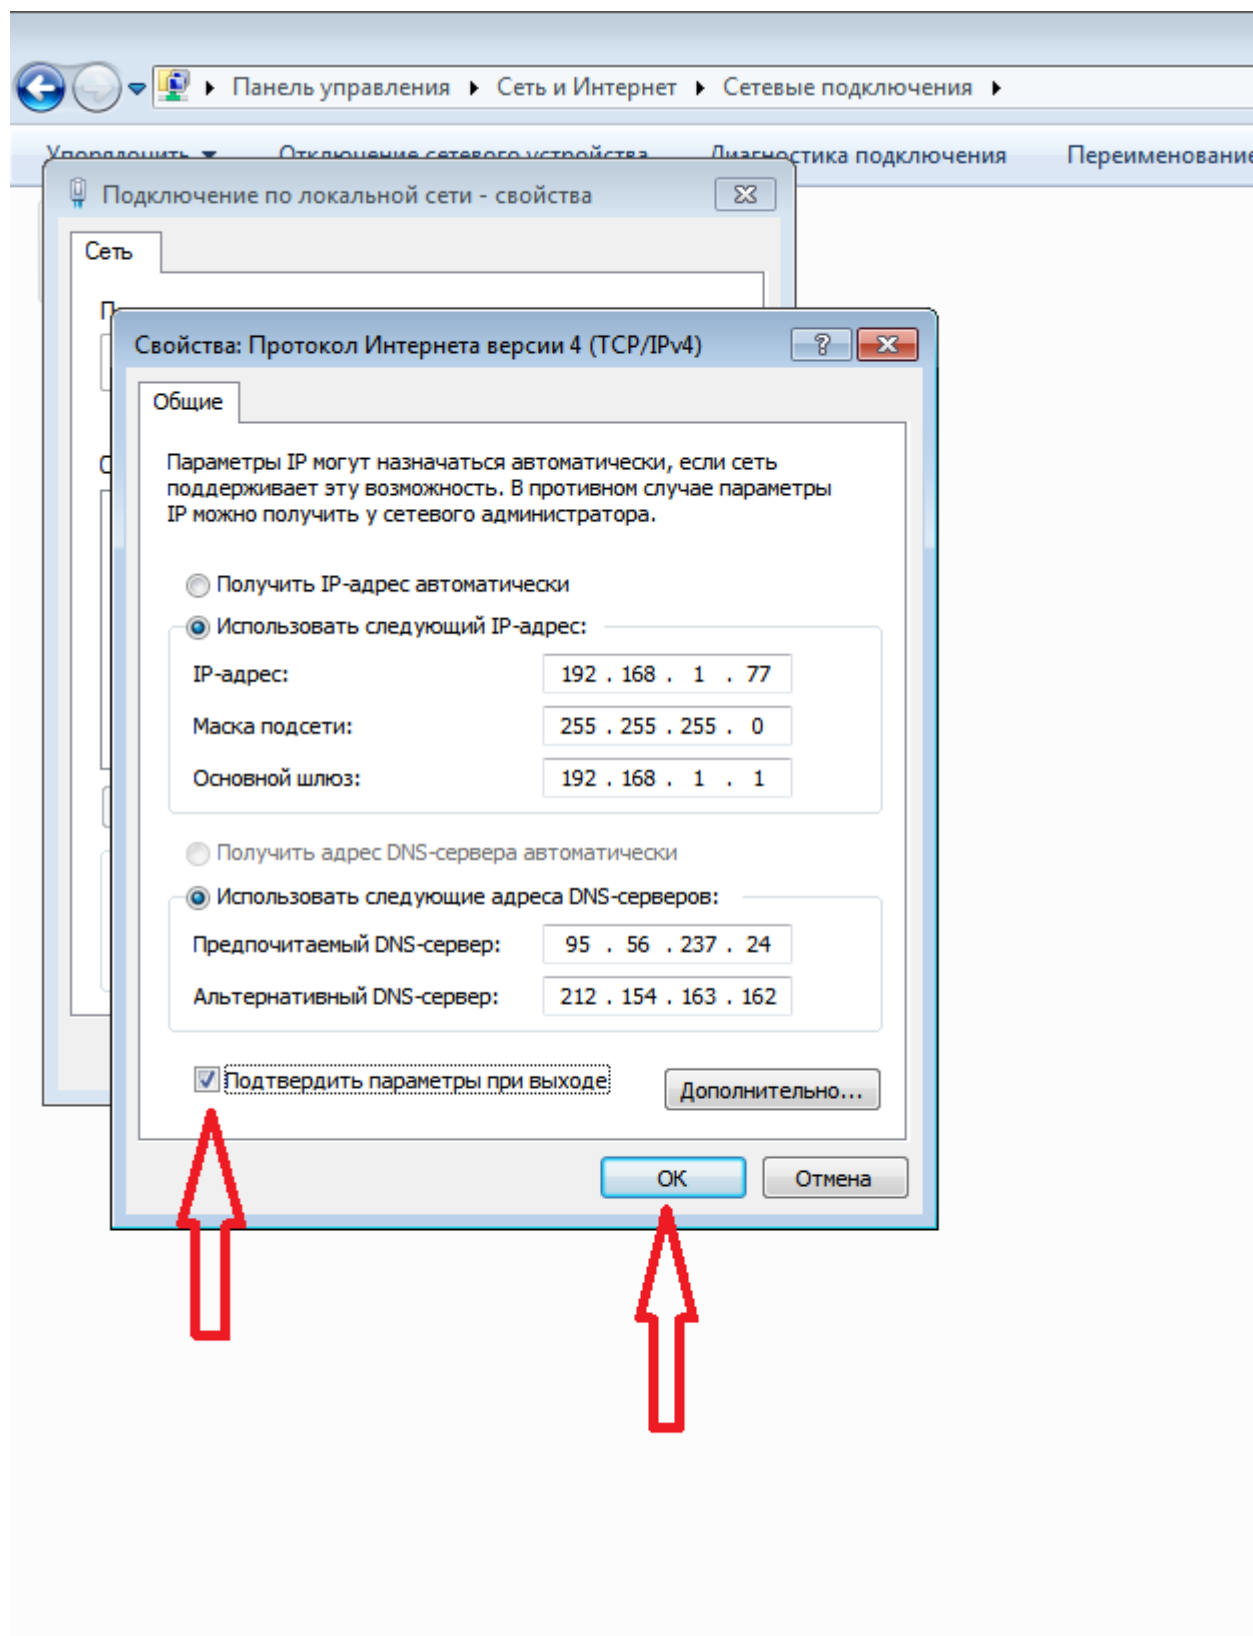 Панель управления Сеть и Интернет Сетевые подключения
Упорядочить Отключение сетевого устройства Диагностика подключения Переименование
Подключение по локальной сети - свойства
Сеть
П
Свойства: Протокол Интернета версии 4 (TCP/IPv4)
Общие
Параметры IP могут назначаться автоматически, если сеть
поддерживает эту возможность. В противном случае параметры
IP можно получить у сетевого администратора.
Получить IP-адрес автоматически
Использовать следующий IP-адрес:
IP-адрес: 192 . 168 . 1 . 77
Маска подсети: 255 . 255 . 255 . 0
Основной шлюз: 192 . 168 . 1 . 1
Получить адрес DNS-сервера автоматически
Использовать следующие адреса DNS-серверов:
Предпочитаемый DNS-сервер: 95 . 56 . 237 . 24
Альтернативный DNS-сервер: 212 . 154 . 163 . 162
Подтвердить параметры при выходе Дополнительно...
ОК Отмена